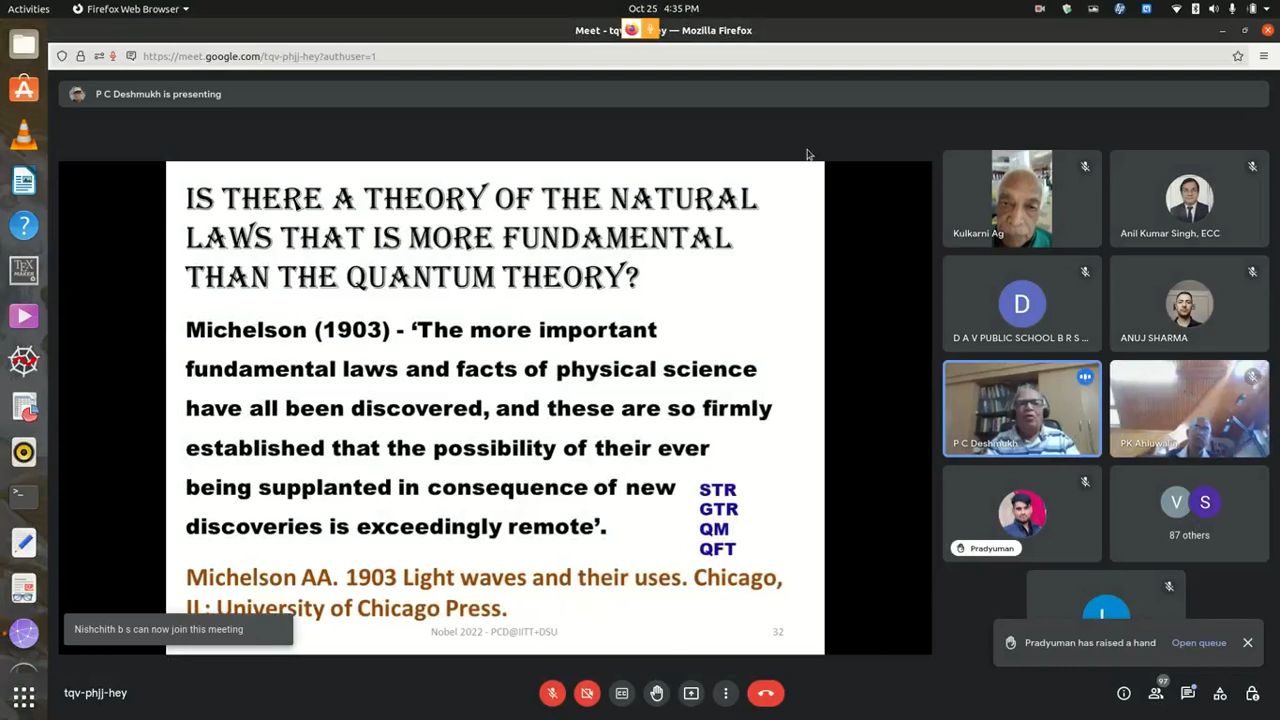 Activities
Firefox Web Browser
Oct 25 4:35 PM
Meet - tqv-phjj-hey — Mozilla Firefox
https://meet.google.com/tqv-phjj-hey?authuser=1
P C Deshmukh is presenting
IS THERE A THEORY OF THE NATURAL
LAWS THAT IS MORE FUNDAMENTAL
THAN THE QUANTUM THEORY?
Michelson (1903) - ‘The more important
fundamental laws and facts of physical science
have all been discovered, and these are so firmly
established that the possibility of their ever
being supplanted in consequence of new
discoveries is exceedingly remote’.
STR
GTR
QM
QFT
Michelson AA. 1903 Light waves and their uses. Chicago,
IL: University of Chicago Press.
Nobel 2022 - PCD@IITT+DSU
32
Nishchith b s can now join this meeting
Kulkarni Ag
Anil Kumar Singh, ECC
D
D A V PUBLIC SCHOOL B R S ...
ANUJ SHARMA
P C Deshmukh
PK Ahluwalia
Pradyuman
V S
87 others
Pradyuman has raised a hand
Open queue
tqv-phjj-hey
97